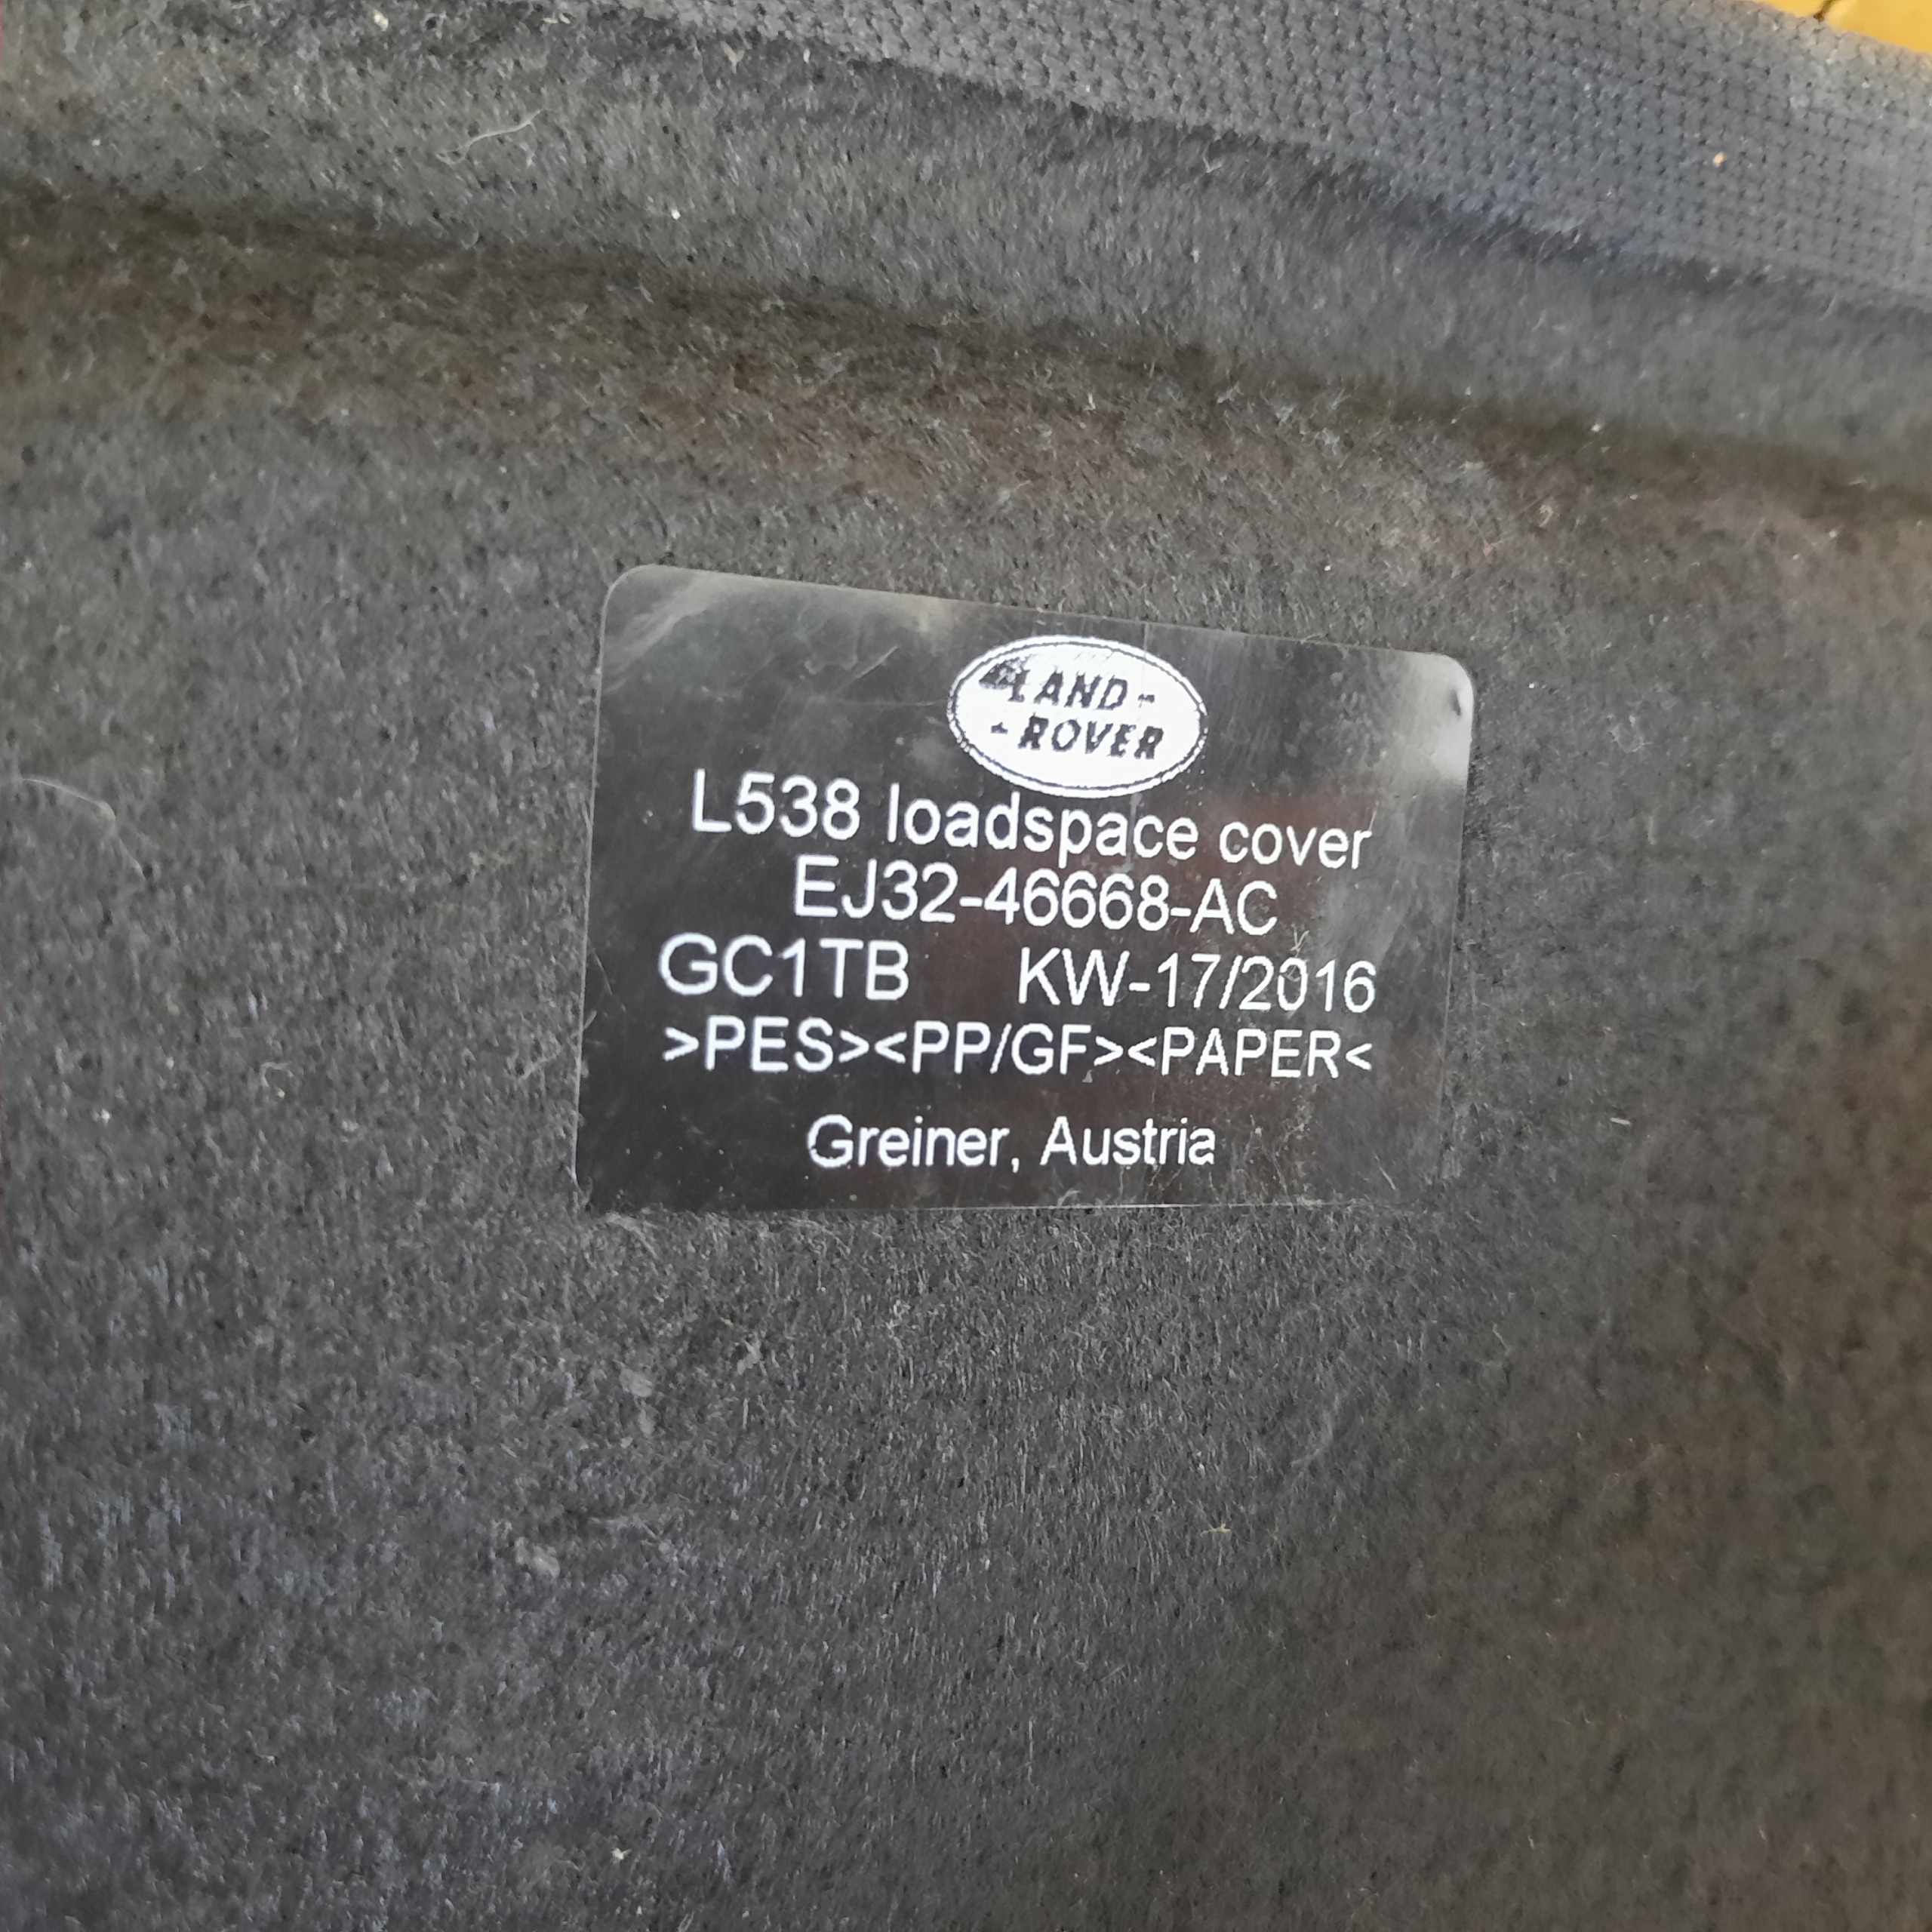 LAND-
-ROVER
L538 loadspace cover
EJ32-46668-AC
GC1TB KW-17/2016
>PES><PP/GF><PAPER<
Greiner, Austria